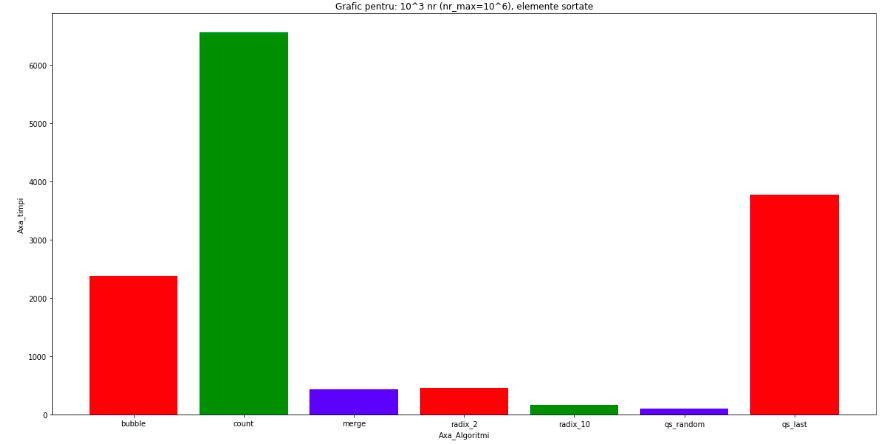 Grafic pentru: 10^3 nr (nr_max=10^6), elemente sortate
Axa_timpi
6000
5000
4000
3000
2000
1000
0
bubble count merge radix_2 radix_10 qs_random qs_last
Axa_Algoritmi